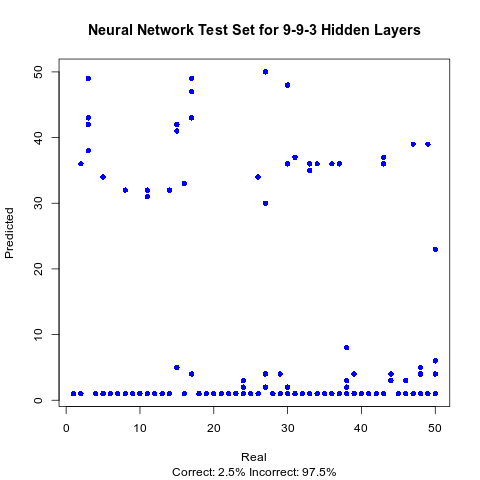 Neural Network Test Set for 9-9-3 Hidden Layers
50
40
30
20
10
0
Predicted
0 10 20 30 40 50
Real
Correct: 2.5% Incorrect: 97.5%